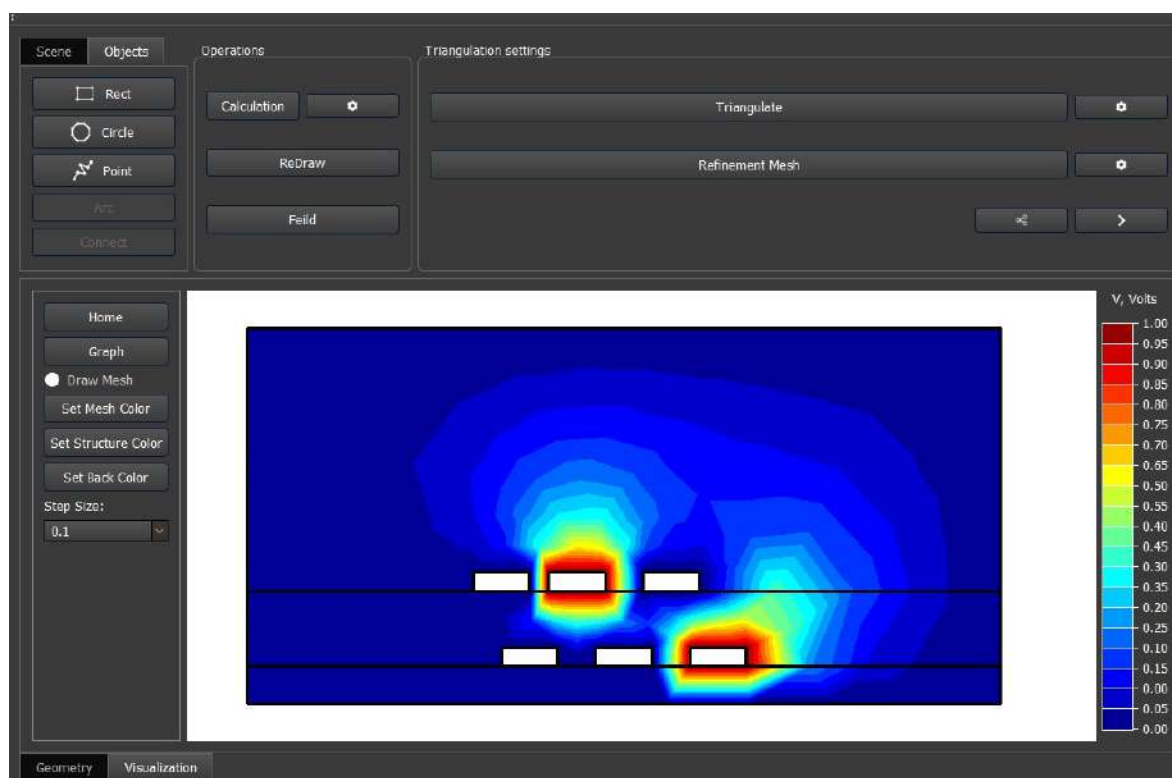 Scene
Objects
Operations
Triangulation settings
Rect
Circle
Point
Arc
Connect
Calculation
ReDraw
Feild
Triangulate
Refinement Mesh
Home
Graph
Draw Mesh
Set Mesh Color
Set Structure Color
Set Back Color
Step Size:
0.1
V, Volts
1.00
0.95
0.90
0.85
0.80
0.75
0.70
0.65
0.50
0.55
0.40
0.45
0.30
0.35
0.20
0.25
0.10
0.15
0.00
0.05
0.00
Geometry
Visualization